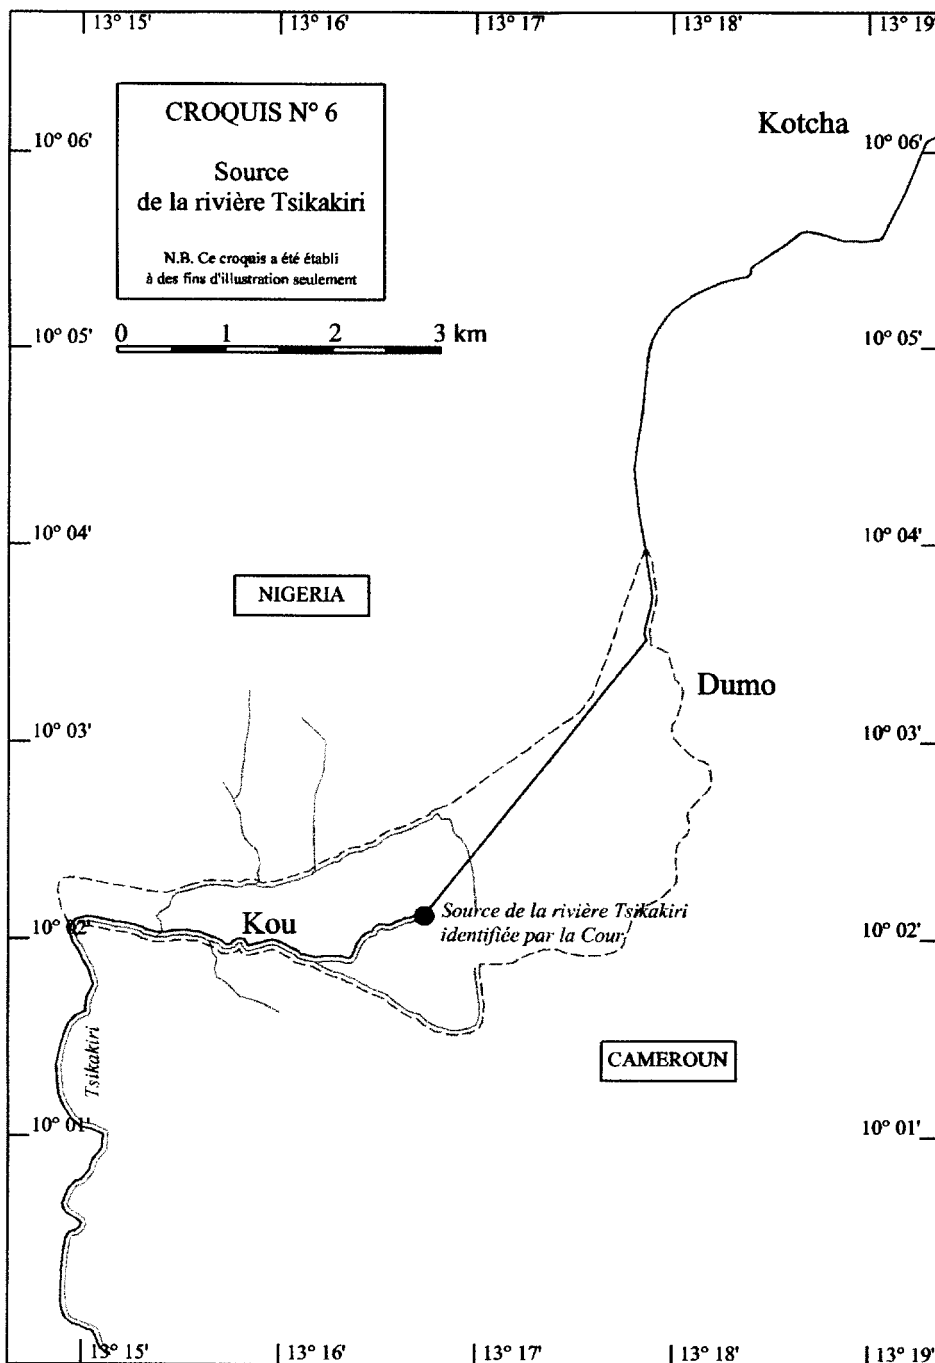 13° 15'
13° 16'
13° 17'
13° 18'
13° 19'
CROQUIS N° 6
Source
de la rivière Tsikakiri
N.B. Ce croquis a été établi
à des fins d'illustration seulement
Kotcha
10° 06'
10° 06'
0 1 2 3 km
10° 05'
10° 05'
10° 04'
10° 04'
NIGERIA
Dumo
10° 03'
10° 03'
Source de la rivière Tsikakiri
identifiée par la Cour
Kou
10° 02'
10° 02'
CAMEROUN
Tsikakiri
10° 01'
10° 01'
13° 15'
13° 16'
13° 17'
13° 18'
13° 19'